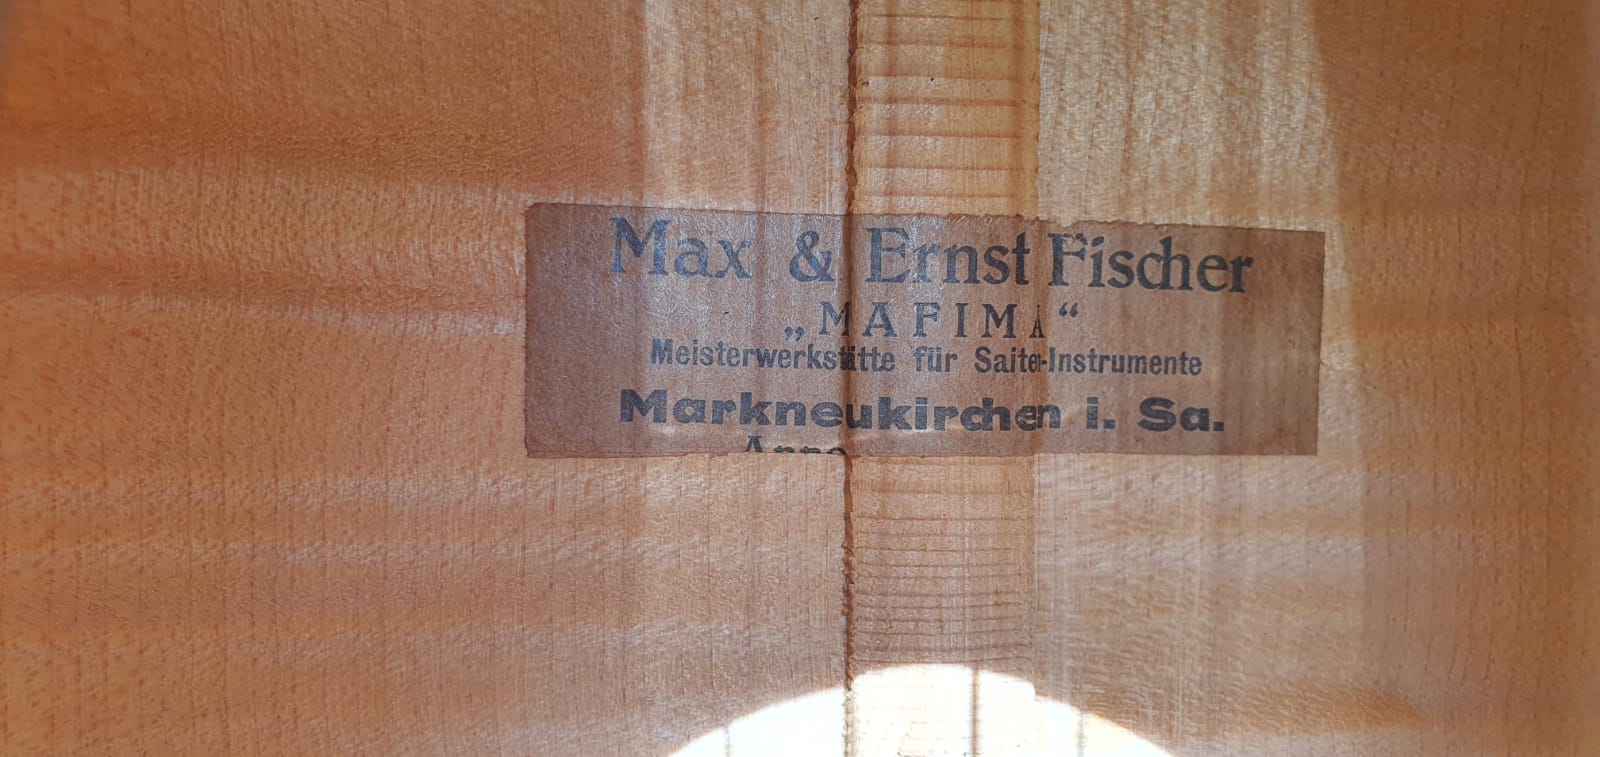 Max & Ernst Fischer
„MAFIMA“
Meisterwerkstätte für Saite-Instrumente
Markneukirchen i. Sa.